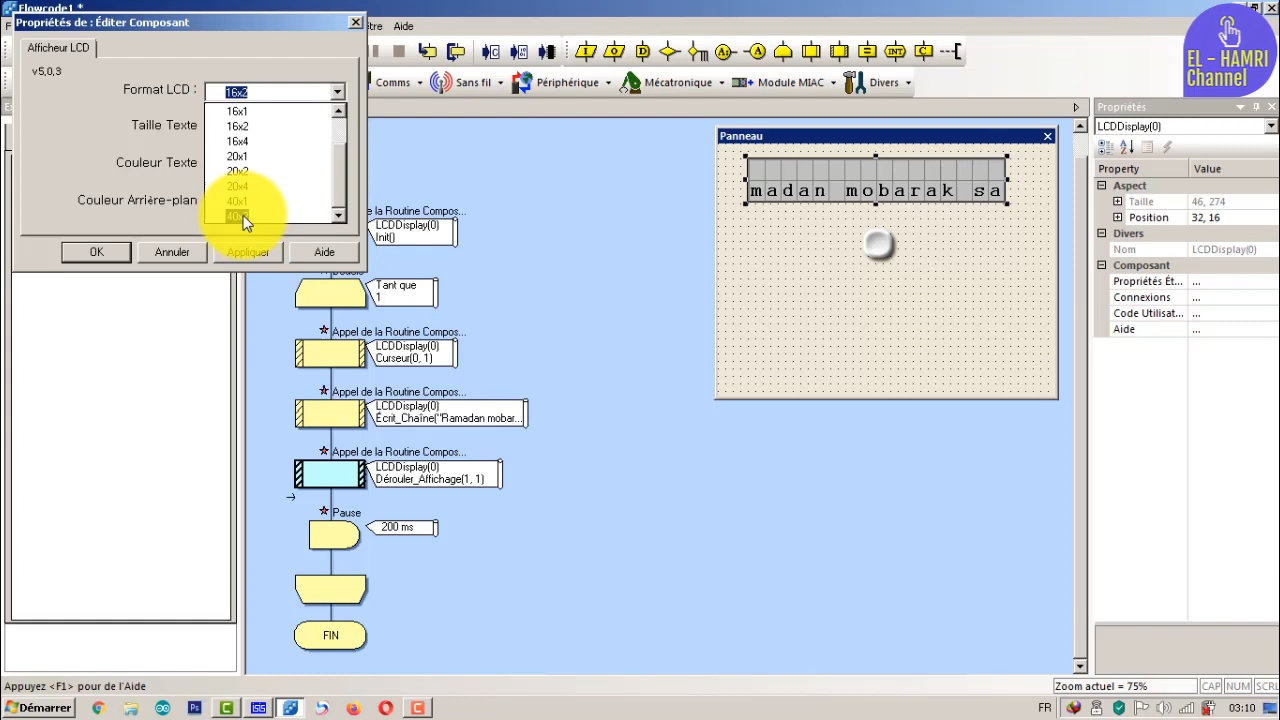 Flowcode1 *
Propriétés de : Éditer Composant
Aide
Afficheur LCD
v5,0,3
Format LCD :
16x2
16x1
16x2
16x4
20x1
20x2
20x4
40x1
Taille Texte
Couleur Texte
Couleur Arrière-plan
OK
Annuler
Appliquer
Aide
Comms
Sans fil
Périphérique
Mécatronique
Module MIAC
Divers
EL - HAMRI
Channel
Panneau
madan mobarak sa
Propriétés
LCDDisplay(0)
Property
Value
Aspect
Taille
46, 274
Position
32, 16
Divers
Nom
LCDDisplay(0)
Composant
Propriétés Ét...
...
Connexions
...
Code Utilisat...
...
Aide
...
le la Routine Compos...
LCDDisplay(0)
Init()
Tant que
1
Appel de la Routine Compos...
LCDDisplay(0)
Curseur(0, 1)
Appel de la Routine Compos...
LCDDisplay(0)
Écrit_Chaîne("Ramadan mobar...
Appel de la Routine Compos...
LCDDisplay(0)
Dérouler_Affichage(1, 1)
Pause
200 ms
FIN
Appuyez <F1> pour de l'Aide
Zoom actuel = 75%
CAP
NUM
SCRL
Démarrer
FR
03:10